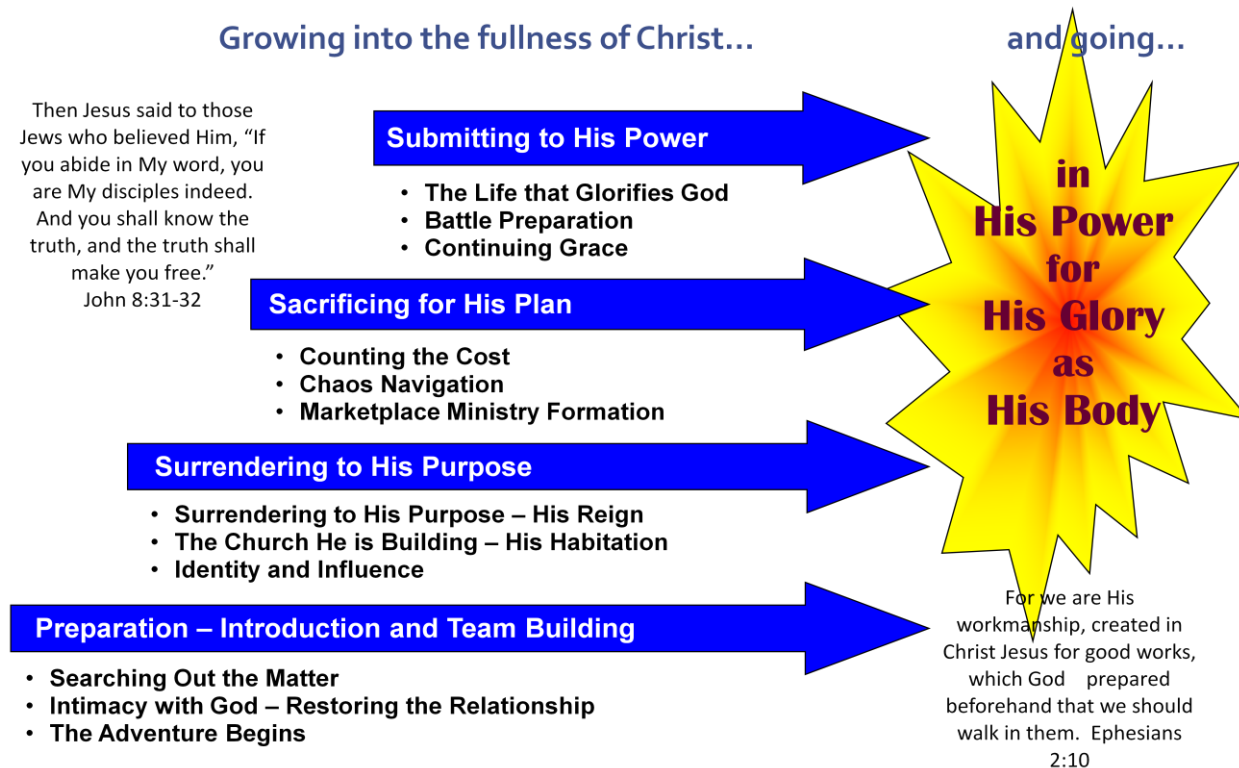 Growing into the fullness of Christ...
and going...
Then Jesus said to those
Jews who believed Him, “If
you abide in My word, you
are My disciples indeed.
And you shall know the
truth, and the truth shall
make you free.”
John 8:31-32
Submitting to His Power
• The Life that Glorifies God
• Battle Preparation
• Continuing Grace
Sacrificing for His Plan
• Counting the Cost
• Chaos Navigation
• Marketplace Ministry Formation
Surrendering to His Purpose
• Surrendering to His Purpose – His Reign
• The Church He is Building – His Habitation
• Identity and Influence
Preparation – Introduction and Team Building
• Searching Out the Matter
• Intimacy with God – Restoring the Relationship
• The Adventure Begins
in
His Power
for
His Glory
as
His Body
For we are His
workmanship, created in
Christ Jesus for good works,
which God prepared
beforehand that we should
walk in them. Ephesians
2:10